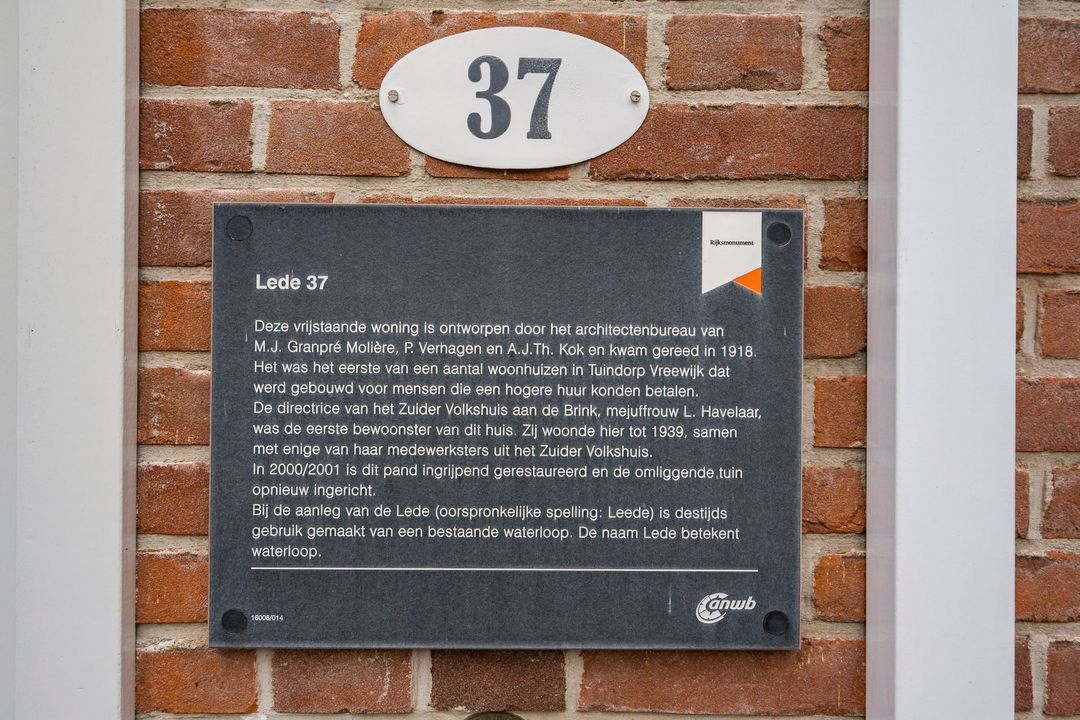 37
Rijksmonument
Lede 37
Deze vrijstaande woning is ontworpen door het architectenbureau van
M.J. Granpré Molière, P. Verhagen en A.J.Th. Kok en kwam gereed in 1918.
Het was het eerste van een aantal woonhuizen in Tuindorp Vreewijk dat
werd gebouwd voor mensen die een hogere huur konden betalen.
De directrice van het Zuider Volkshuis aan de Brink, mejuffrouw L. Havelaar,
was de eerste bewoonster van dit huis. Zij woonde hier tot 1939, samen
met enige van haar medewerksters uit het Zuider Volkshuis.
In 2000/2001 is dit pand ingrijpend gerestaureerd en de omliggende tuin
opnieuw ingericht.
Bij de aanleg van de Lede (oorspronkelijke spelling: Leede) is destijds
gebruik gemaakt van een bestaande waterloop. De naam Lede betekent
waterloop.
16006/014
anwb